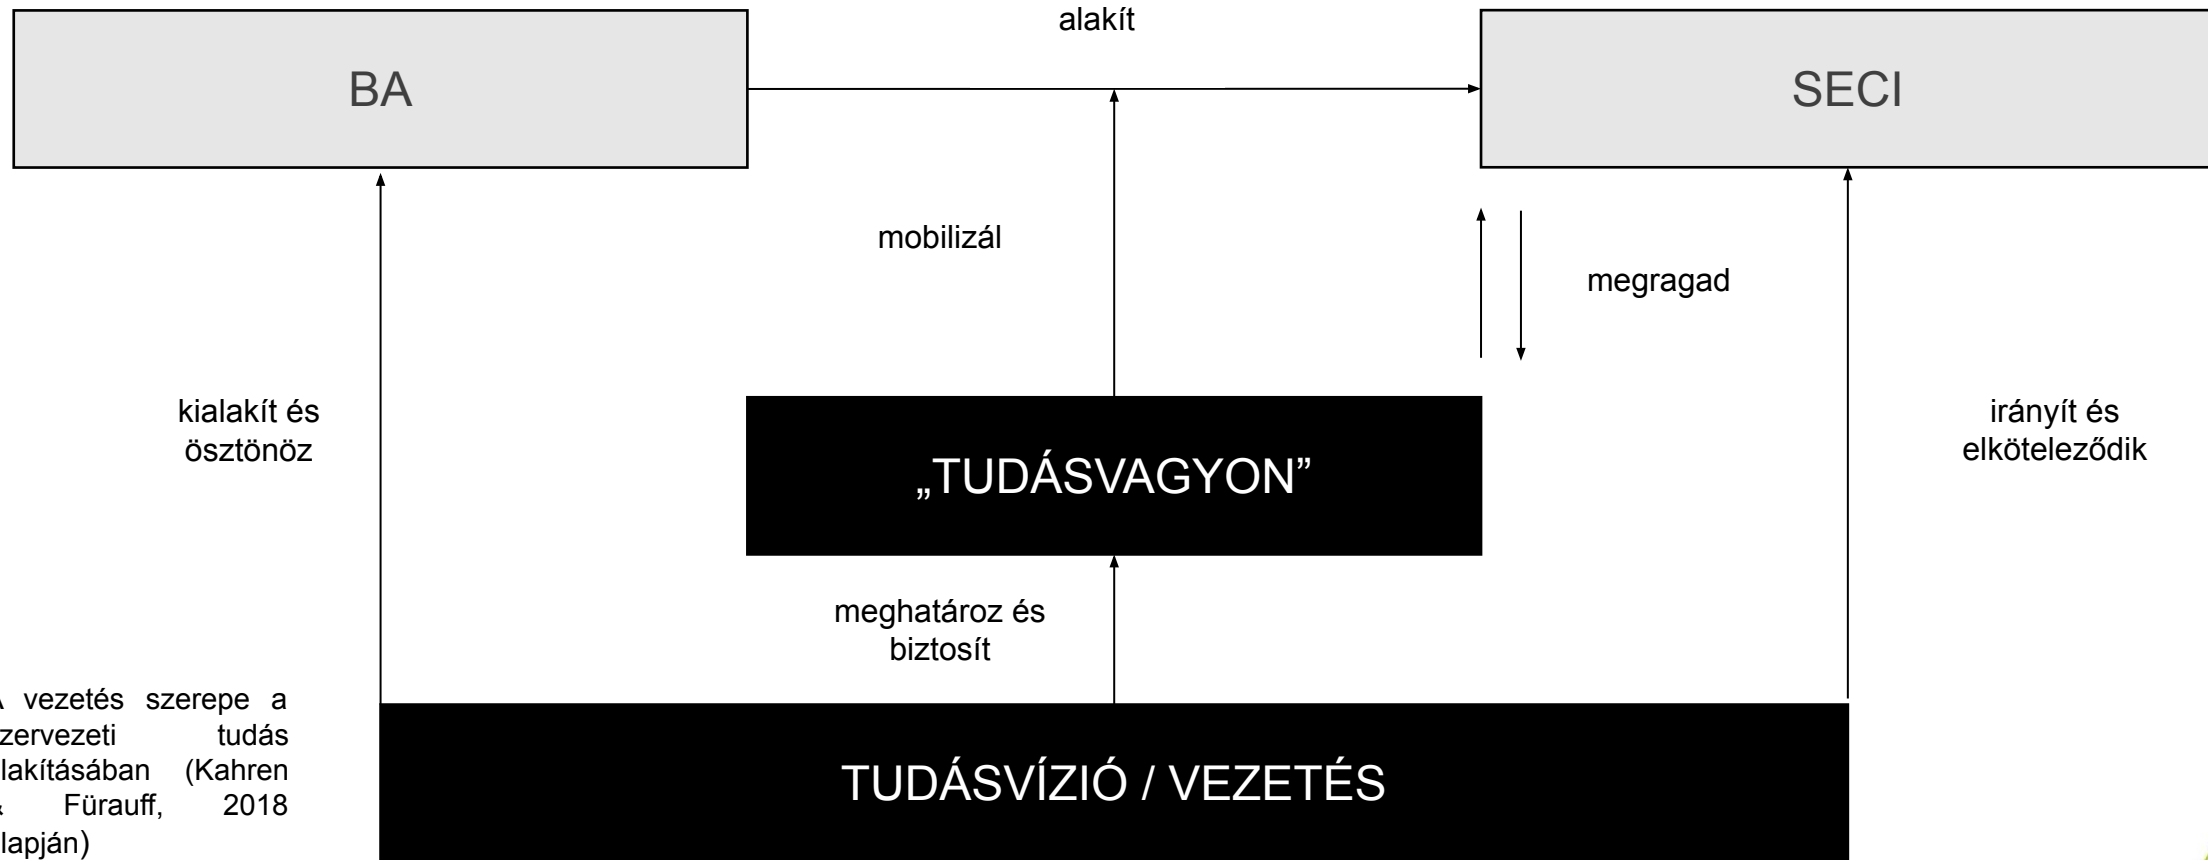 alakít
BA
SECI
mobilizál
megragad
kialakít és
ösztönöz
irányít és
elköteleződik
„TUDÁSVAGYON”
meghatároz és
biztosít
vezetés szerepe a
zervezeti tudás
lakításában (Kahren
& Fürauff, 2018
lapján)
TUDÁSVÍZIÓ / VEZETÉS